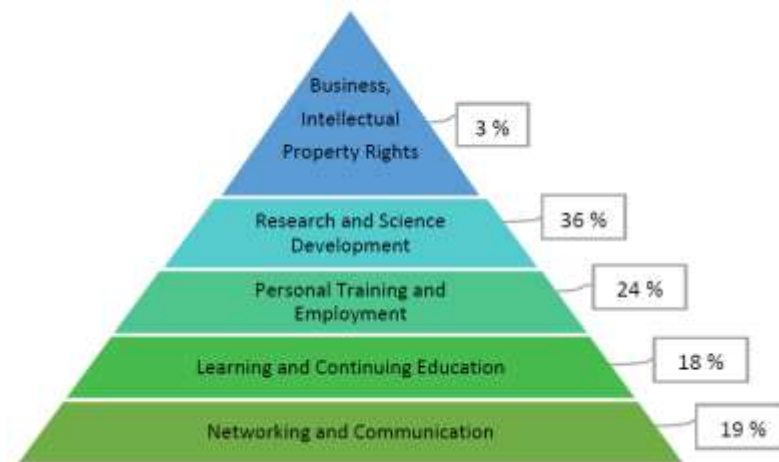 Business,
Intellectual
Property Rights
3 %
Research and Science
Development
36 %
Personal Training and
Employment
24 %
Learning and Continuing Education
18 %
Networking and Communication
19 %